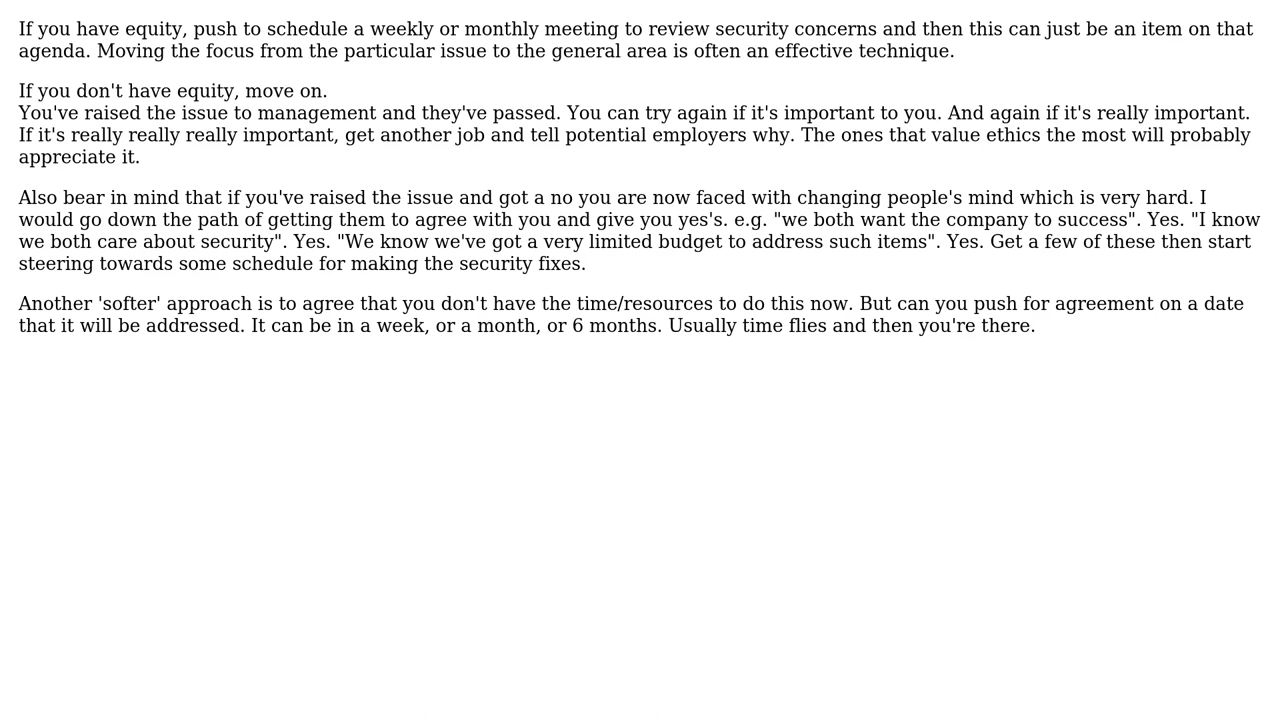 If you have equity, push to schedule a weekly or monthly meeting to review security concerns and then this can just be an item on that
agenda. Moving the focus from the particular issue to the general area is often an effective technique.
If you don't have equity, move on.
You've raised the issue to management and they've passed. You can try again if it's important to you. And again if it's really important.
If it's really really really important, get another job and tell potential employers why. The ones that value ethics the most will probably
appreciate it.
Also bear in mind that if you've raised the issue and got a no you are now faced with changing people's mind which is very hard. I
would go down the path of getting them to agree with you and give you yes's. e.g. "we both want the company to success". Yes. "I know
we both care about security". Yes. "We know we've got a very limited budget to address such items". Yes. Get a few of these then start
steering towards some schedule for making the security fixes.
Another 'softer' approach is to agree that you don't have the time/resources to do this now. But can you push for agreement on a date
that it will be addressed. It can be in a week, or a month, or 6 months. Usually time flies and then you're there.